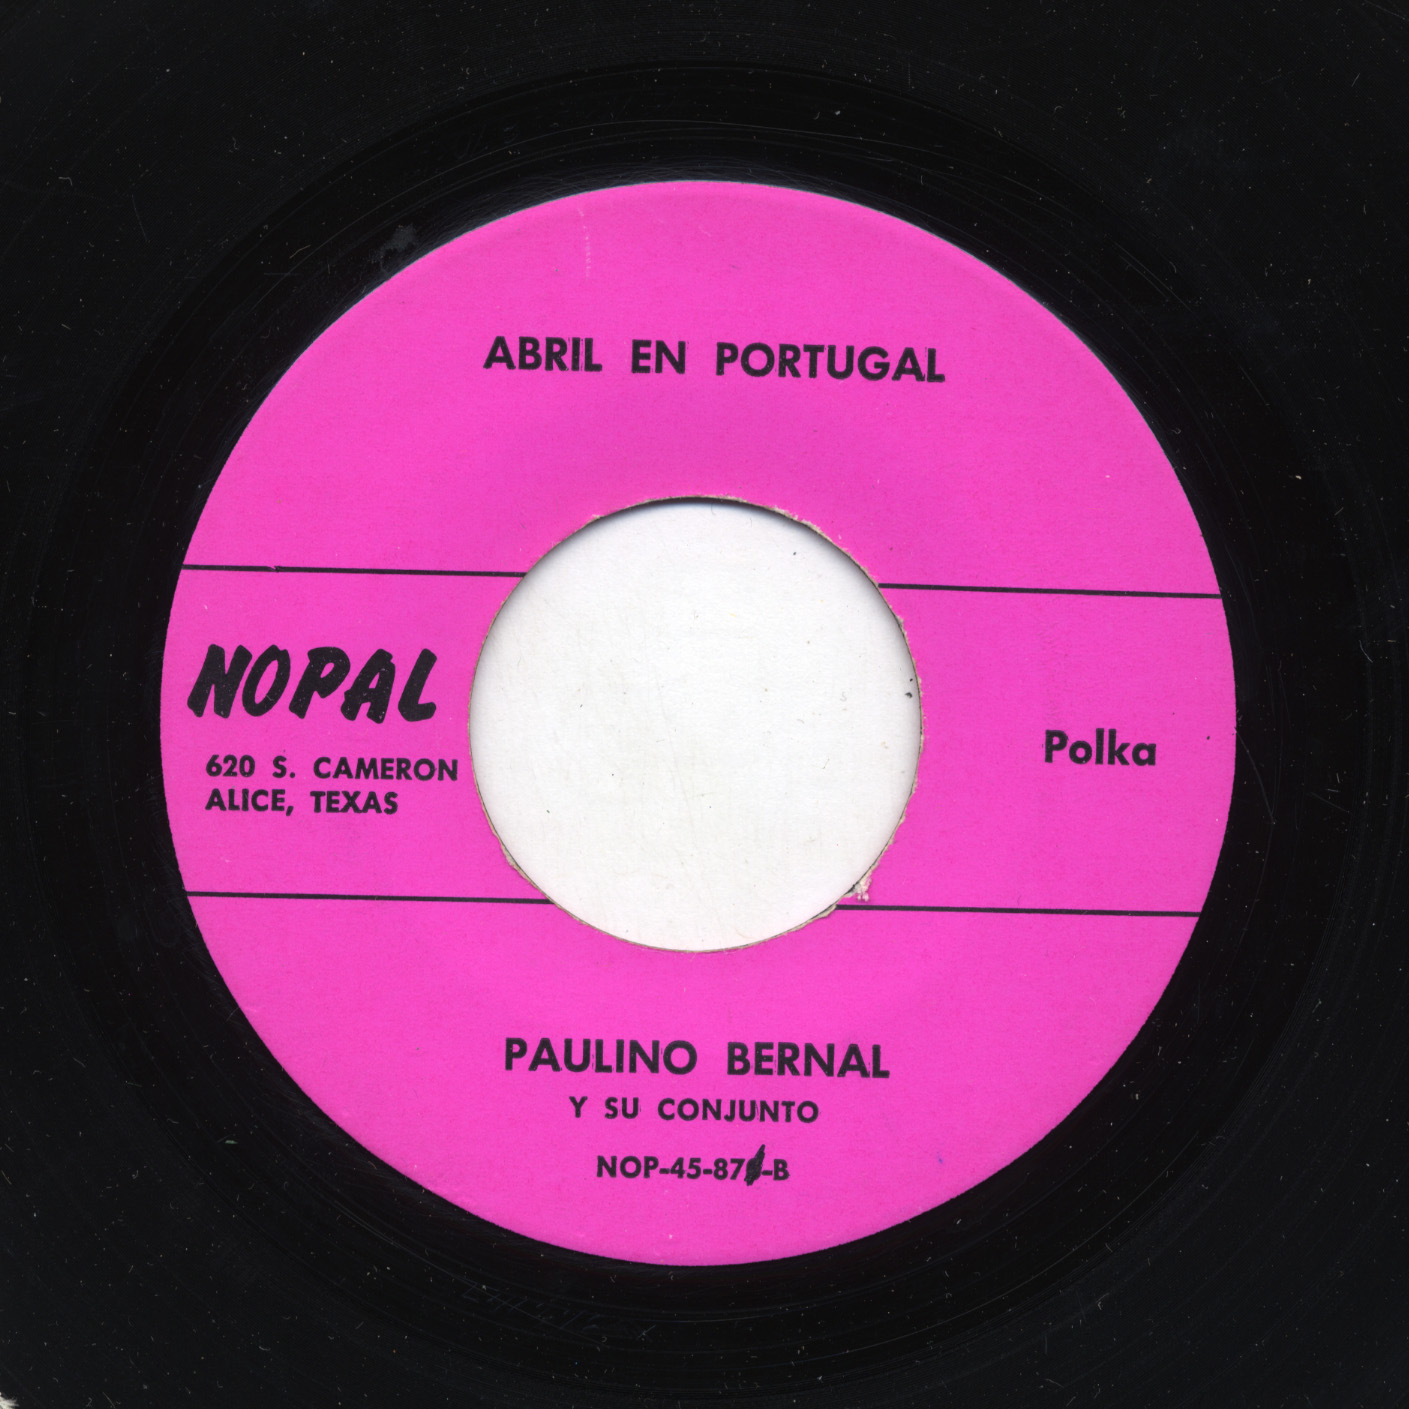 ABRIL EN PORTUGAL
NOPAL
620 S. CAMERON
ALICE, TEXAS
Polka
PAULINO BERNAL
Y SU CONJUNTO